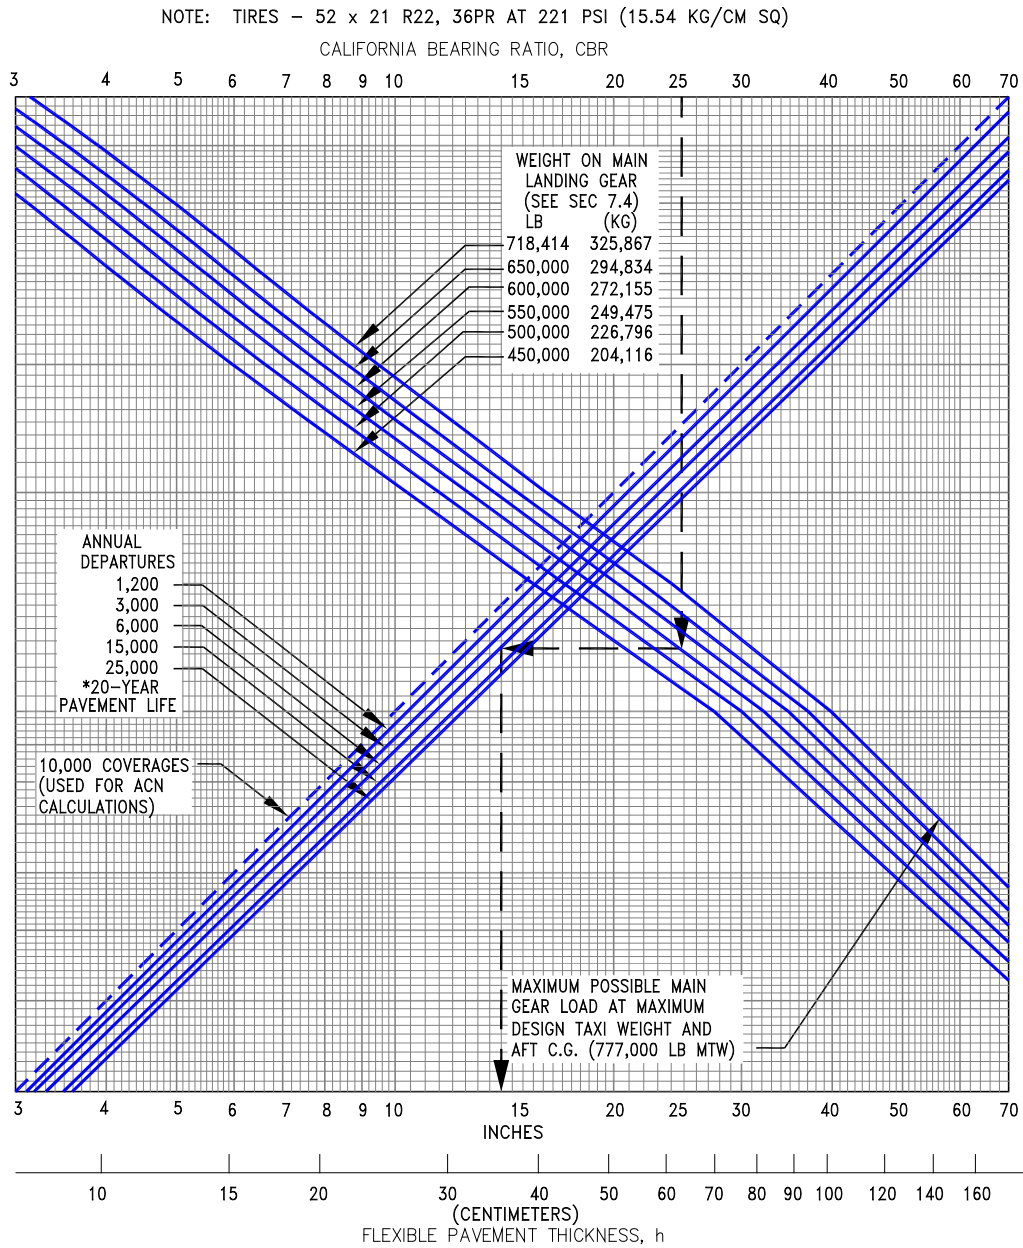 NOTE: TIRES – 52 x 21 R22, 36PR AT 221 PSI (15.54 KG/CM SQ)
CALIFORNIA BEARING RATIO, CBR
3 4 5 6 7 8 9 10 15 20 25 30 40 50 60 70
WEIGHT ON MAIN
LANDING GEAR
(SEE SEC 7.4)
LB (KG)
718,414 325,867
650,000 294,834
600,000 272,155
550,000 249,475
500,000 226,796
450,000 204,116
ANNUAL
DEPARTURES
1,200
3,000
6,000
15,000
25,000
*20–YEAR
PAVEMENT LIFE
10,000 COVERAGES
(USED FOR ACN
CALCULATIONS)
MAXIMUM POSSIBLE MAIN
GEAR LOAD AT MAXIMUM
DESIGN TAXI WEIGHT AND
AFT C.G. (777,000 LB MTW)
3 4 5 6 7 8 9 10 15 20 25 30 40 50 60 70
INCHES
10 15 20 30 40 50 60 70 80 90 100 120 140 160
(CENTIMETERS)
FLEXIBLE PAVEMENT THICKNESS, h